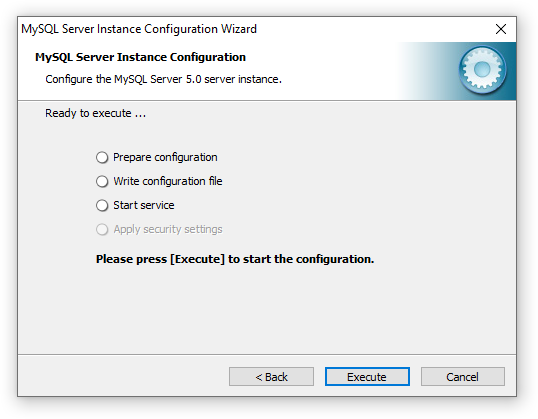 MySQL Server Instance Configuration Wizard
MySQL Server Instance Configuration
Configure the MySQL Server 5.0 server instance.
Ready to execute ...
Prepare configuration
Write configuration file
Start service
Apply security settings
Please press [Execute] to start the configuration.
< Back
Execute
Cancel